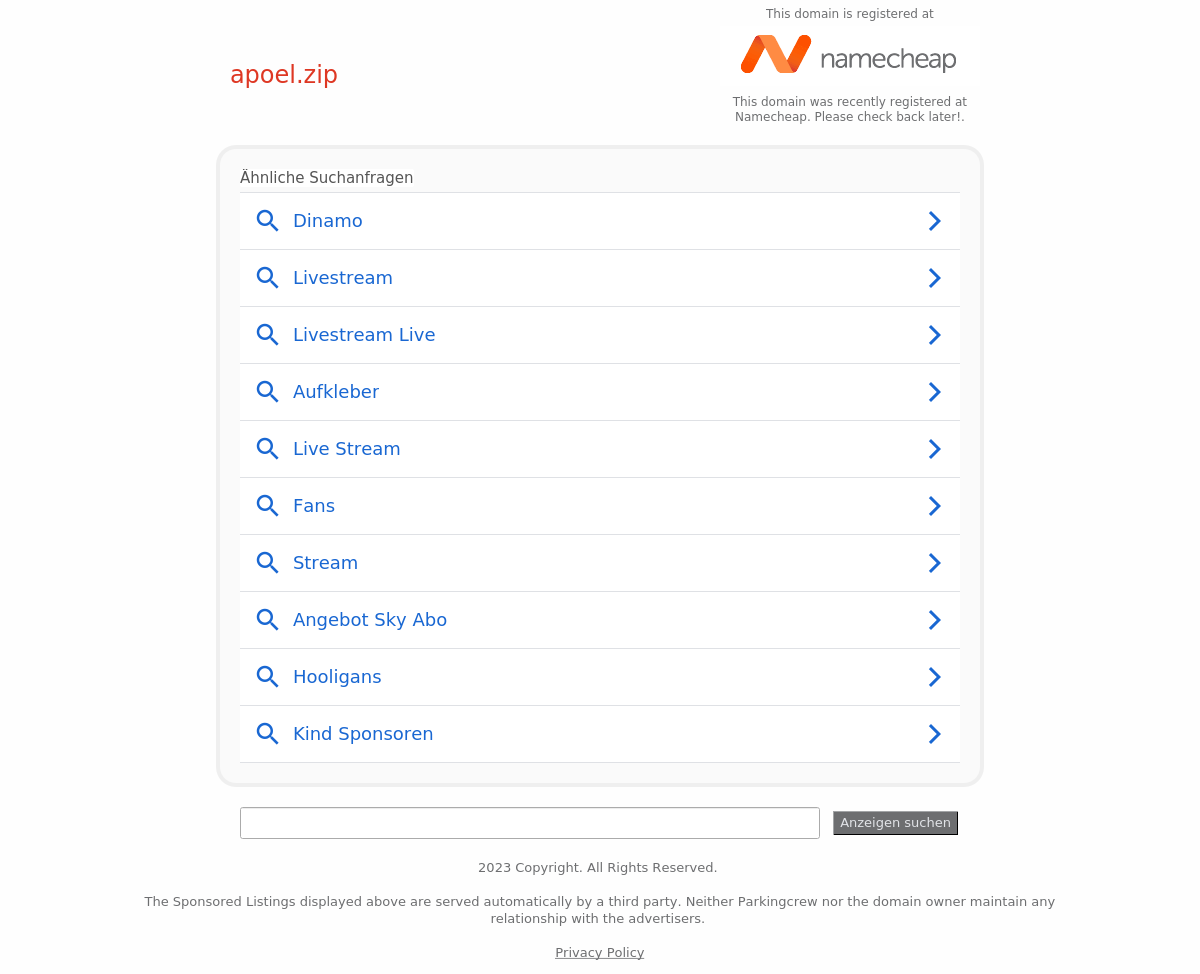 This domain is registered at
namecheap
apoel.zip
This domain was recently registered at
Namecheap. Please check back later!.
Ähnliche Suchanfragen
Dinamo
Livestream
Livestream Live
Aufkleber
Live Stream
Fans
Stream
Angebot Sky Abo
Hooligans
Kind Sponsoren
Anzeigen suchen
2023 Copyright. All Rights Reserved.
The Sponsored Listings displayed above are served automatically by a third party. Neither Parkingcrew nor the domain owner maintain any
relationship with the advertisers.
Privacy Policy